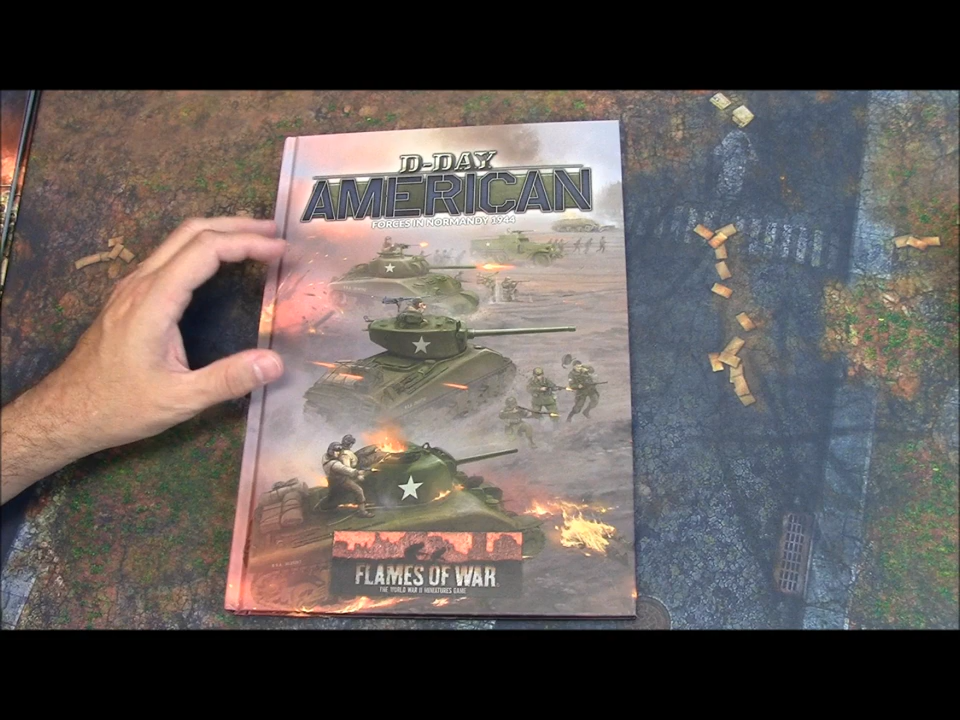 D-DAY
AMERICAN
FORCES IN NORMANDY 1944
FLAMES OF WAR
THE WORLD WAR II MINIATURES GAME